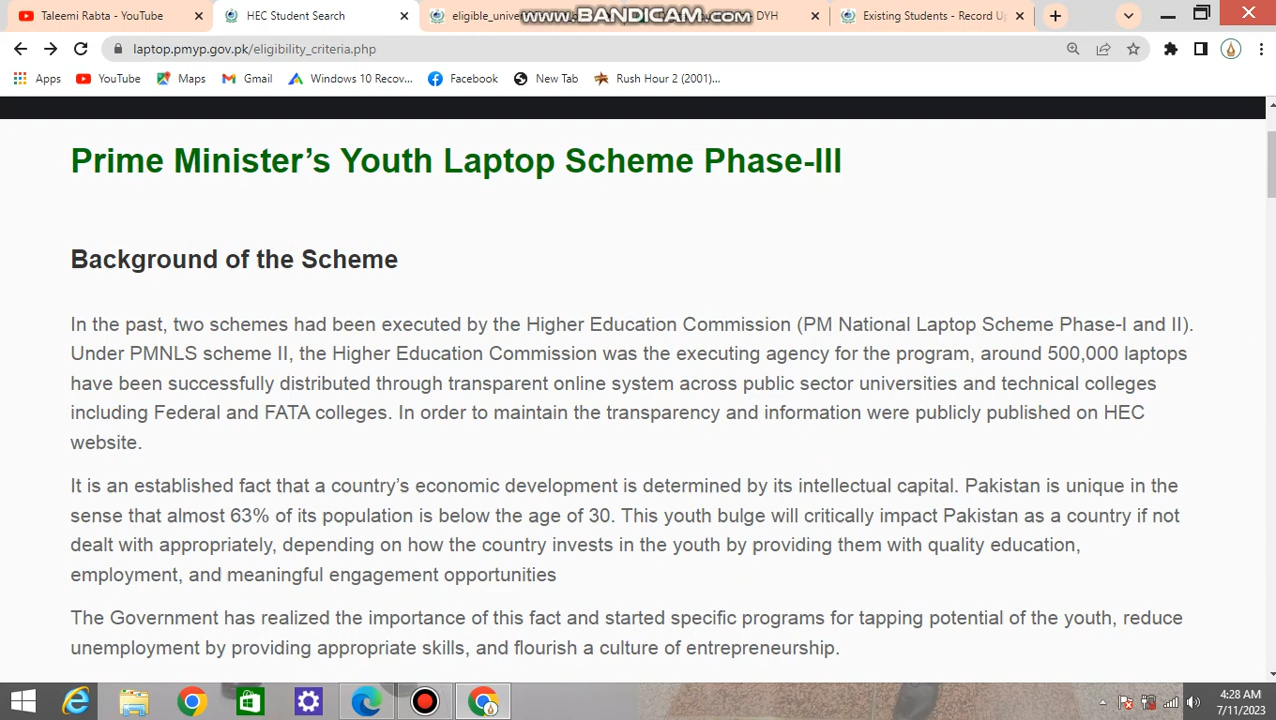 Taleemi Rabta - YouTube
HEC Student Search
eligible_unive
www.BANDICAM.com
DYH
Existing Students - Record U
laptop.pmyp.gov.pk/eligibility_criteria.php
Apps
YouTube
Maps
Gmail
Windows 10 Recov...
Facebook
New Tab
Rush Hour 2 (2001)...
Prime Minister’s Youth Laptop Scheme Phase-III
Background of the Scheme
In the past, two schemes had been executed by the Higher Education Commission (PM National Laptop Scheme Phase-I and II).
Under PMNLS scheme II, the Higher Education Commission was the executing agency for the program, around 500,000 laptops
have been successfully distributed through transparent online system across public sector universities and technical colleges
including Federal and FATA colleges. In order to maintain the transparency and information were publicly published on HEC
website.
It is an established fact that a country’s economic development is determined by its intellectual capital. Pakistan is unique in the
sense that almost 63% of its population is below the age of 30. This youth bulge will critically impact Pakistan as a country if not
dealt with appropriately, depending on how the country invests in the youth by providing them with quality education,
employment, and meaningful engagement opportunities
The Government has realized the importance of this fact and started specific programs for tapping potential of the youth, reduce
unemployment by providing appropriate skills, and flourish a culture of entrepreneurship.
4:28 AM
7/11/2023